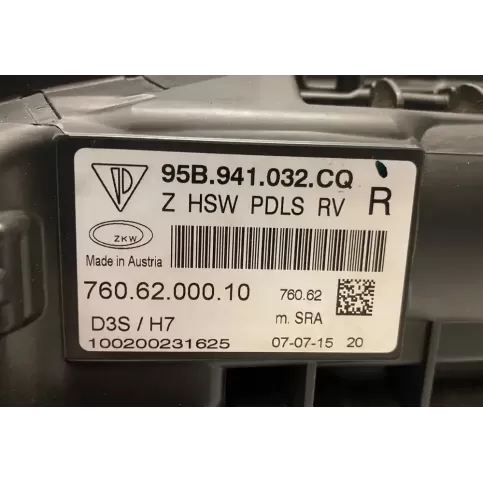 95B.941.032.CQ
Z HSW PDLS RV R
ZKW
Made in Austria
760.62.000.10 760.62
D3S / H7 m. SRA
100200231625 07-07-15 20